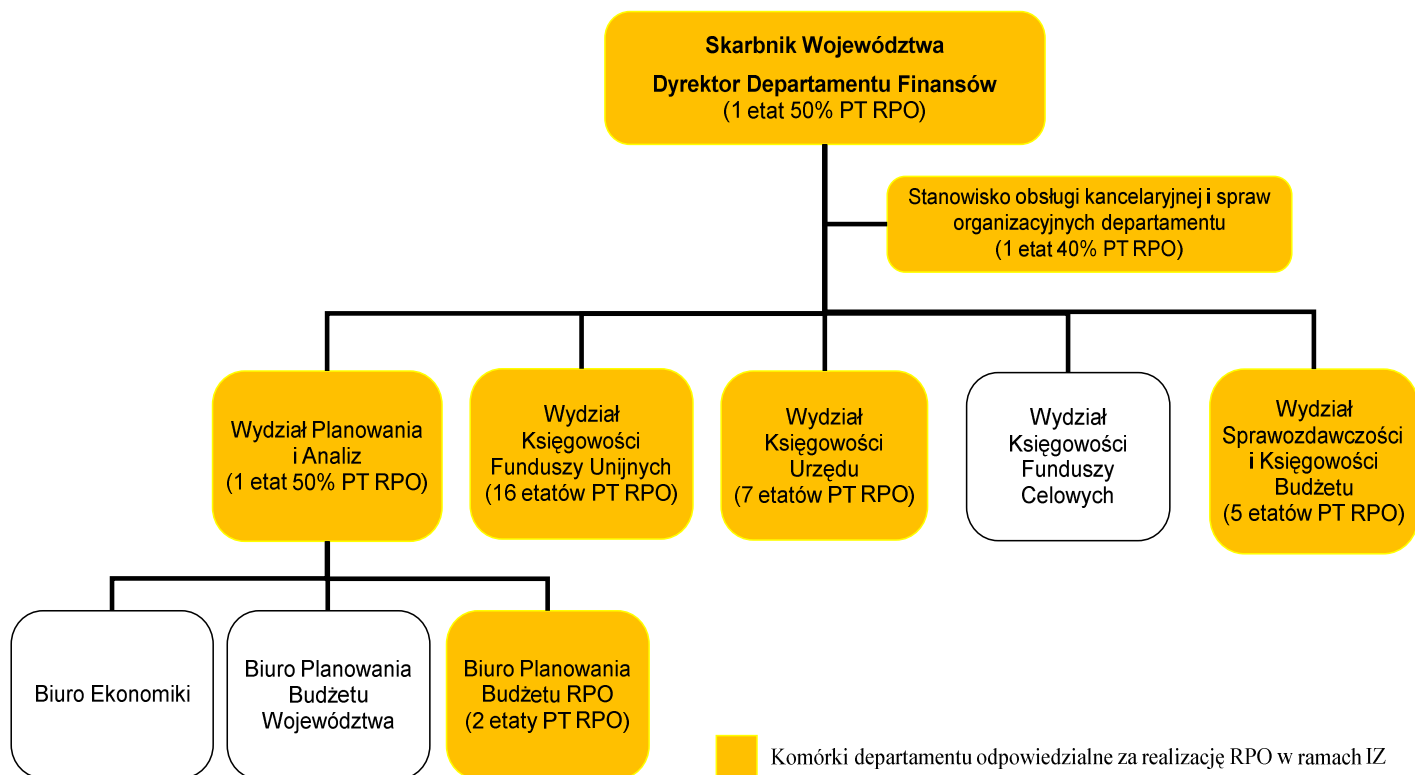 Skarbnik Województwa
Dyrektor Departamentu Finansów
(1 etat 50% PT RPO)
Stanowisko obsługi kancelaryjnej i spraw
organizacyjnych departamentu
(1 etat 40% PT RPO)
Wydział Planowania
i Analiz
(1 etat 50% PT RPO)
Wydział
Księgowości
Funduszy Unijnych
(16 etatów PT RPO)
Wydział
Księgowości
Urzędu
(7 etatów PT RPO)
Wydział
Księgowości
Funduszy
Celowych
Wydział
Sprawozdawczości
i Księgowości
Budżetu
(5 etatów PT RPO)
Biuro Ekonomiki
Biuro Planowania
Budżetu
Województwa
Biuro Planowania
Budżetu RPO
(2 etaty PT RPO)
Komórki departamentu odpowiedzialne za realizację RPO w ramach IZ